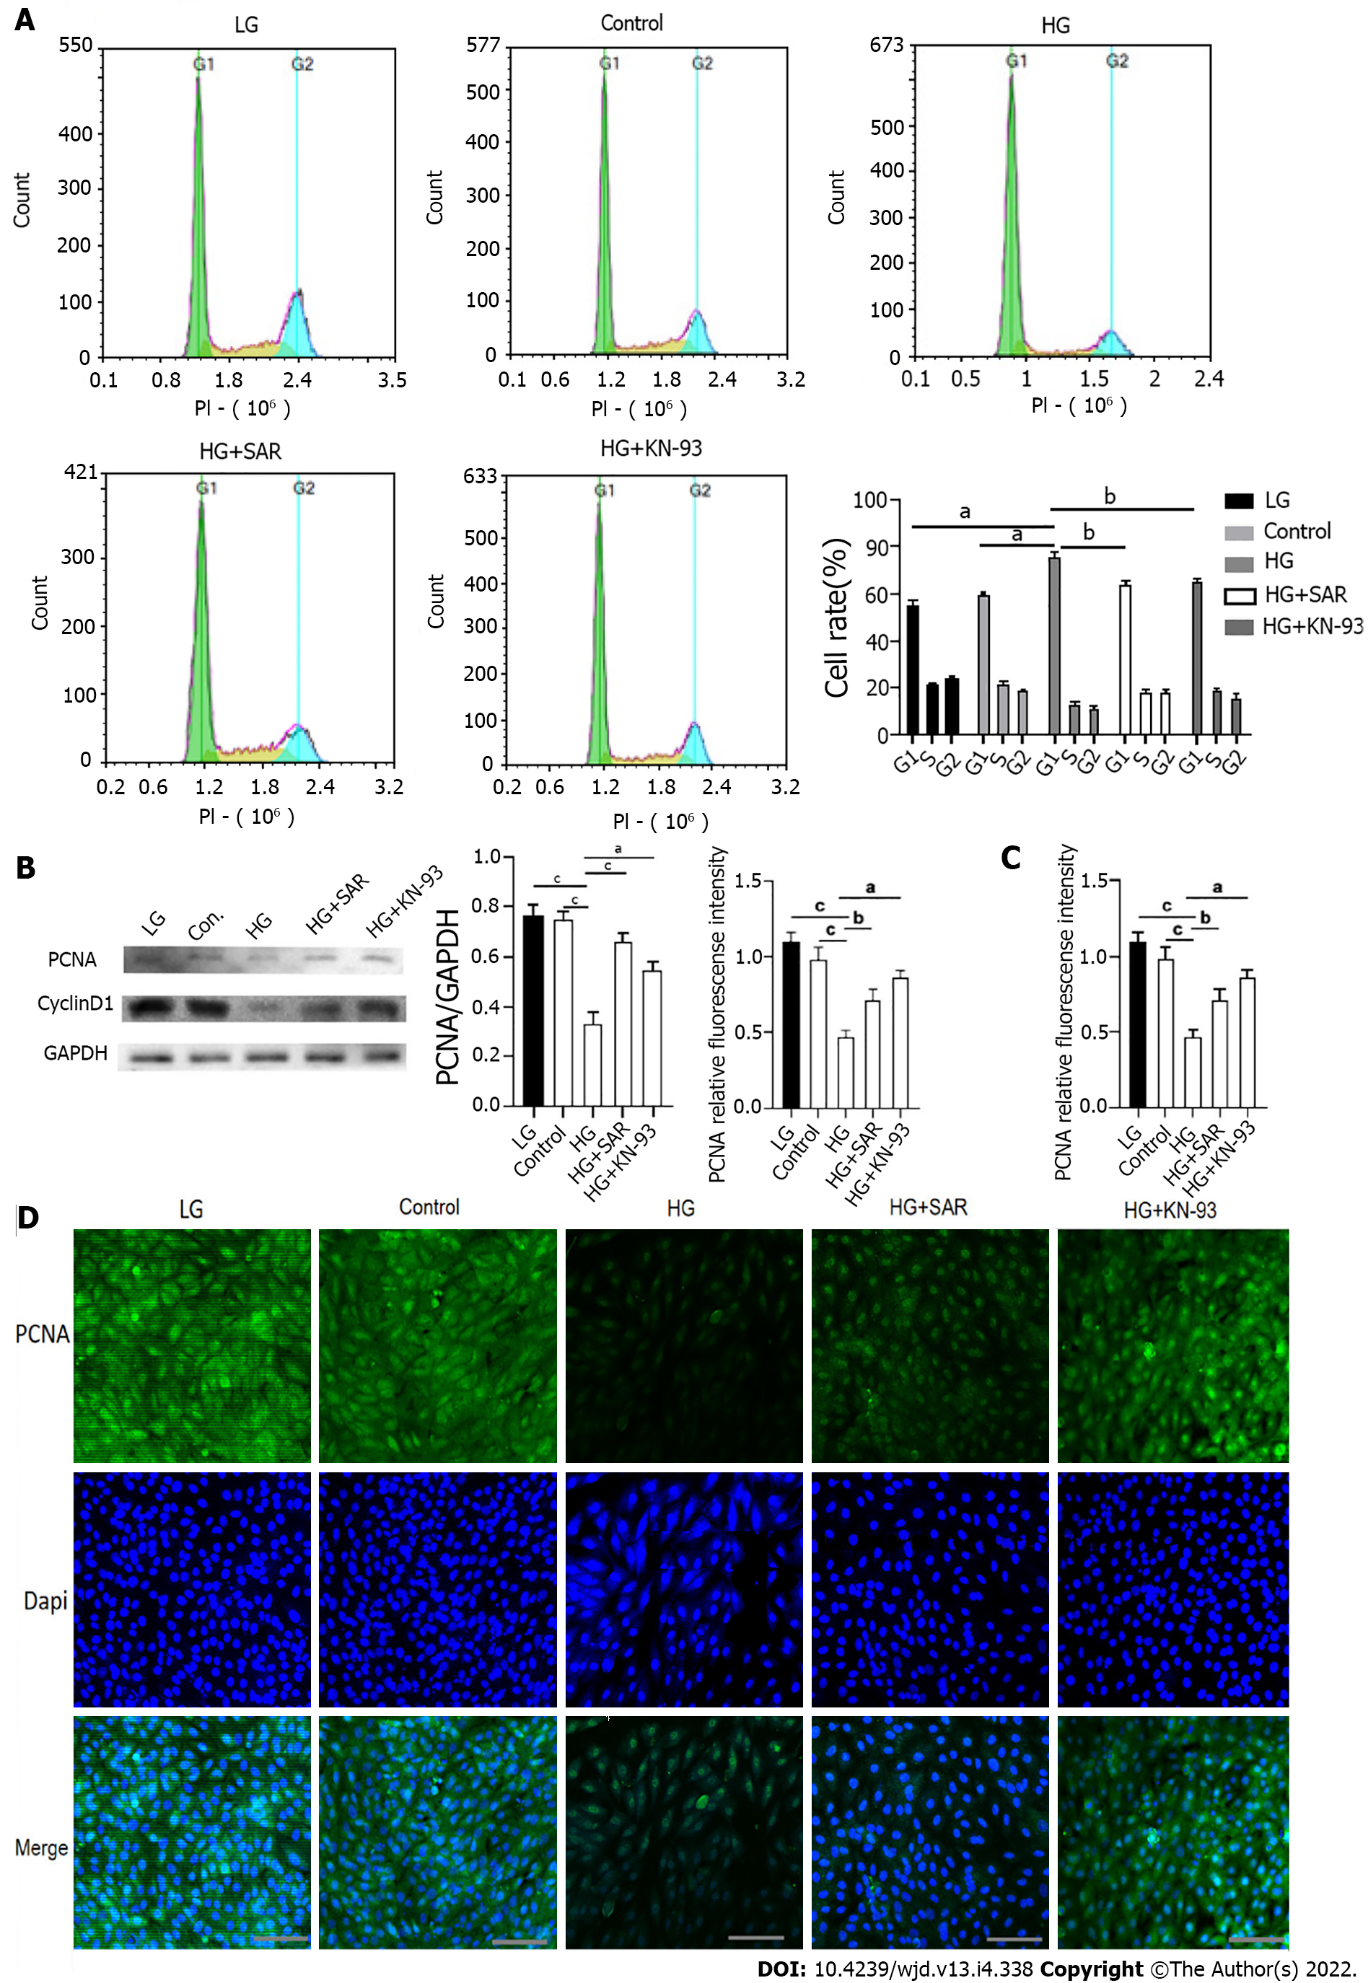 A
LG
550
G1
G2
400
300
200
100
0
Count
0.1 0.8 1.8 2.4 3.5
PI - ( 10⁶ )
Control
577
G1
G2
500
400
300
200
100
0
Count
0.1 0.6 1.2 1.8 2.4 3.2
PI - ( 10⁶ )
HG
673
G1
G2
500
400
300
200
100
0
Count
0.1 0.5 1 1.5 2 2.4
PI - ( 10⁶ )
HG+SAR
421
G1
G2
300
200
100
0
Count
0.2 0.6 1.2 1.8 2.4 3.2
PI - ( 10⁶ )
HG+KN-93
633
G1
G2
500
400
300
200
100
0
Count
0.2 0.6 1.2 1.8 2.4 3.2
PI - ( 10⁶ )
100
90
60
40
20
0
Cell rate(%)
a
a
b
b
G1 S G2 G1 S G2 G1 S G2 G1 S G2 G1 S G2
LG
Control
HG
HG+SAR
HG+KN-93
B
LG Con. HG HG+SAR HG+KN-93
PCNA
CyclinD1
GAPDH
1.0
0.8
0.6
0.4
0.2
0.0
PCNA/GAPDH
a
c
c
c
LG Control HG HG+SAR HG+KN-93
1.5
1.0
0.5
0.0
PCNA relative fluorescense intensity
a
c
b
c
LG Control HG HG+SAR HG+KN-93
C
1.5
1.0
0.5
0.0
PCNA relative fluorescense intensity
a
c
b
c
LG Control HG HG+SAR HG+KN-93
D
LG Control HG HG+SAR HG+KN-93
PCNA
Dapi
Merge
DOI: 10.4239/wjd.v13.i4.338 Copyright ©The Author(s) 2022.